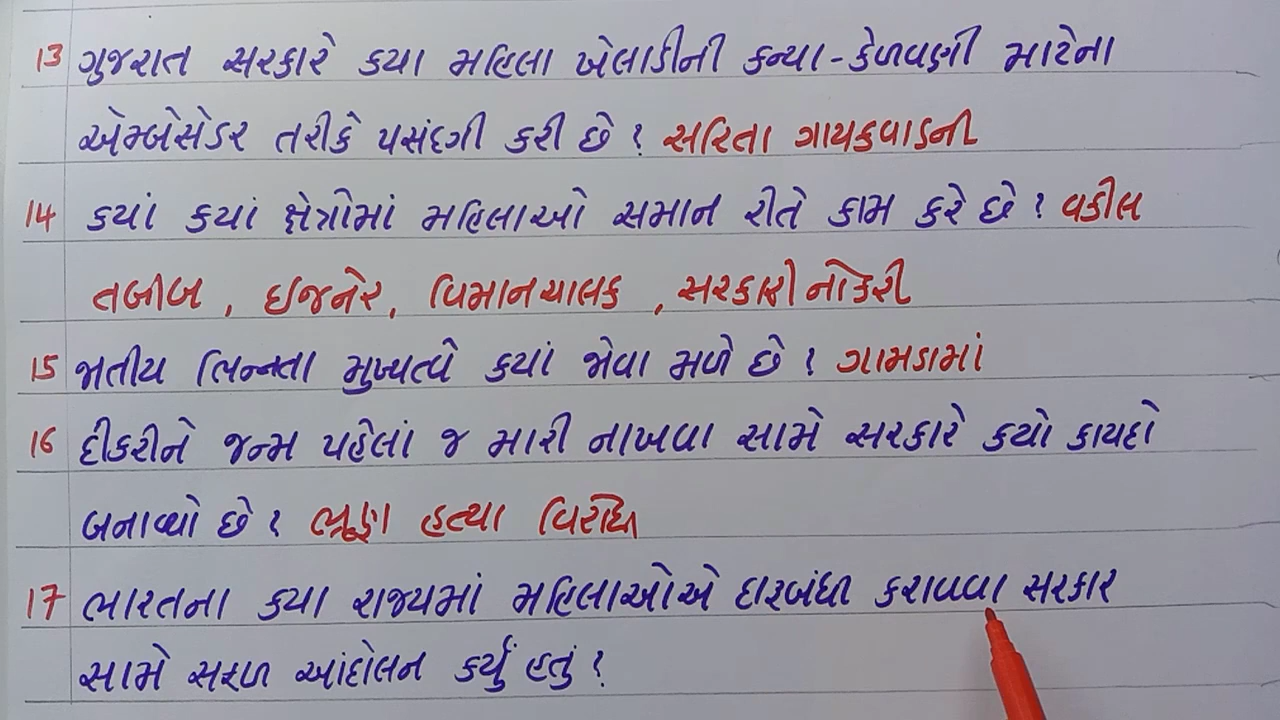 13 ગુજરાત સરકારે કયા મહિલા ખેલાડીની કન્યા-કેળવણી માટેના
એમ્બેસેડર તરીકે પસંદગી કરી છે ? સરિતા ગાયકવાડની
14 કયાં કયાં ક્ષેત્રોમાં મહિલાઓ સમાન રીતે કામ કરે છે ? વકીલ
તબીબ , ઇજનેર, વિમાનચાલક , સરકારી નોકરી
15 જાતીય ભિન્નતા મુખ્યત્વે કયાં જોવા મળે છે ? ગામડામાં
16 દીકરીને જન્મ પહેલાં જ મારી નાખવા સામે સરકારે કયો કાયદો
બનાવ્યો છે ? ભ્રૂણ હત્યા વિરોધિ
17 ભારતના કયા રાજ્યમાં મહિલાઓએ દારબંધી કરાવવા સરકાર
સામે સફળ આંદોલન કર્યું હતું ?